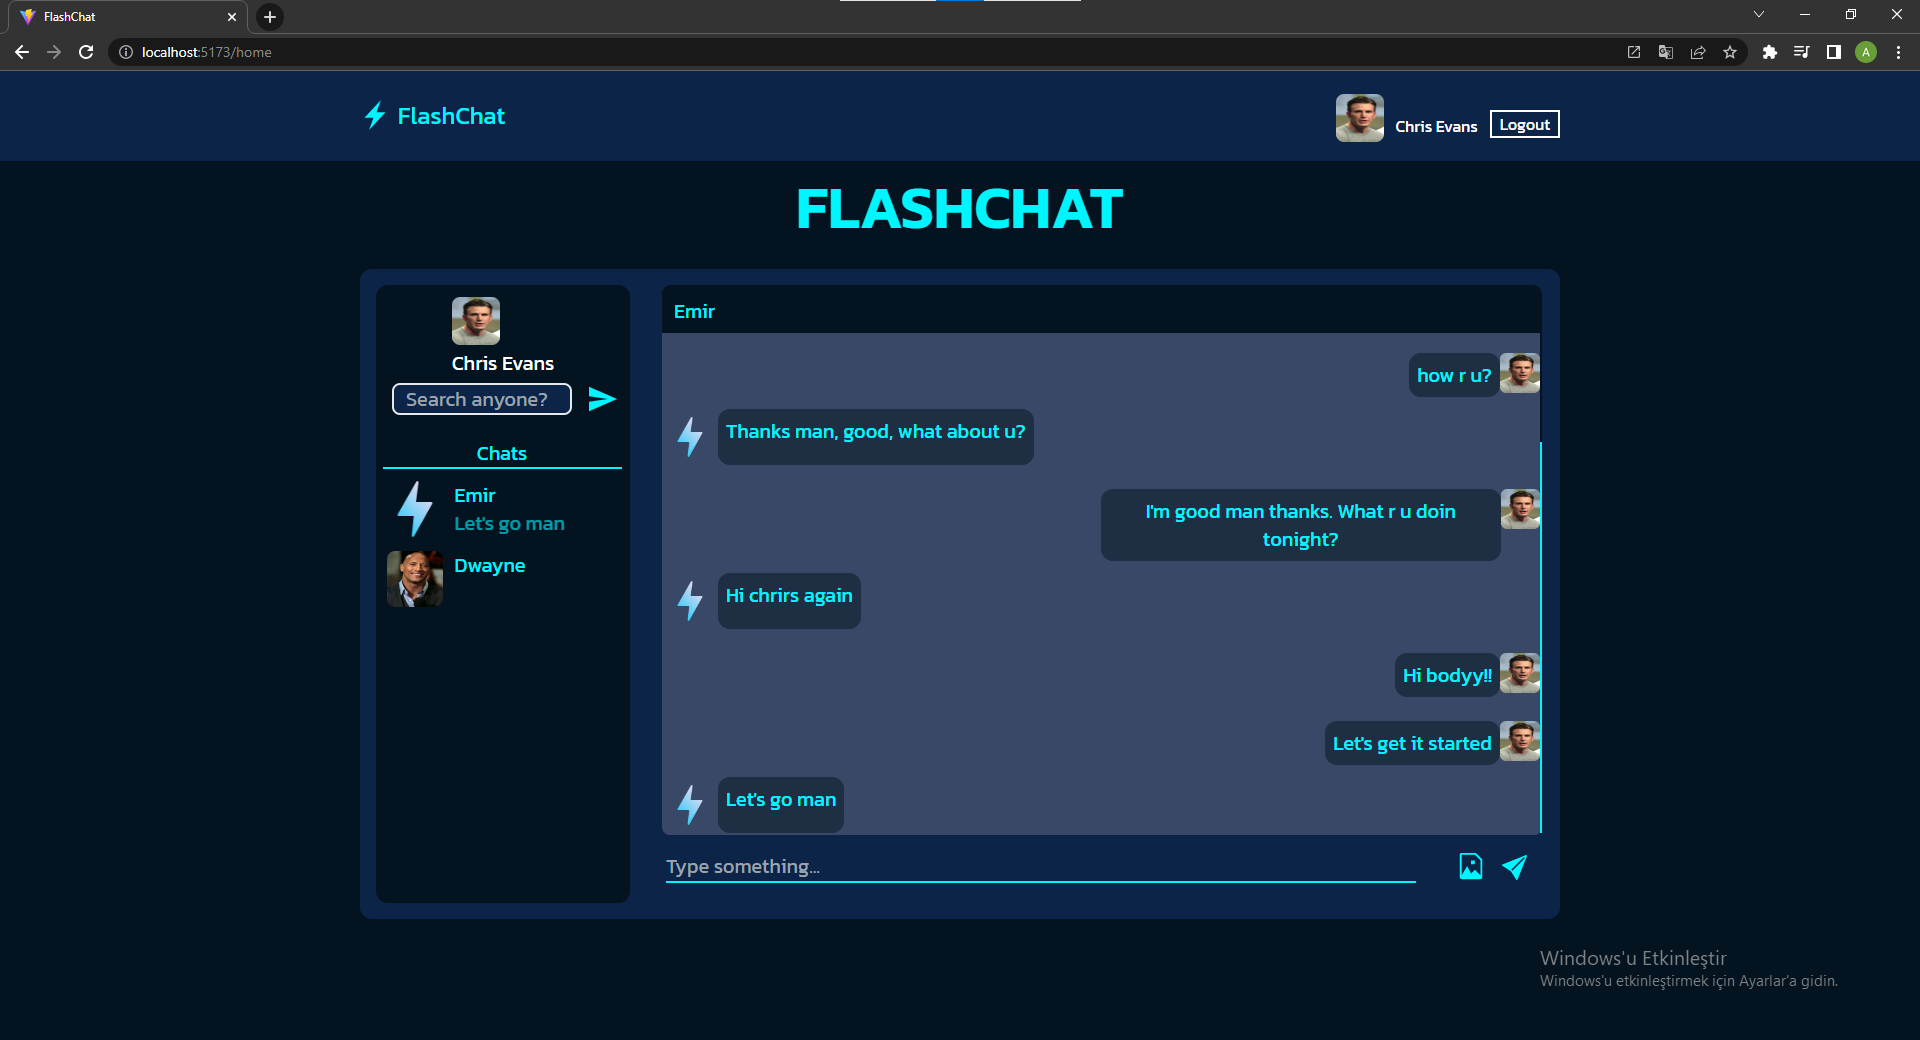 FlashChat
localhost:5173/home
A
FlashChat
Chris Evans
Logout
FLASHCHAT
Chris Evans
Search anyone?
Chats
Emir
Let's go man
Dwayne
Emir
how r u?
Thanks man, good, what about u?
I'm good man thanks. What r u doin
tonight?
Hi chrirs again
Hi bodyy!!
Let's get it started
Let's go man
Type something...
Windows'u Etkinleştir
Windows'u etkinleştirmek için Ayarlar'a gidin.